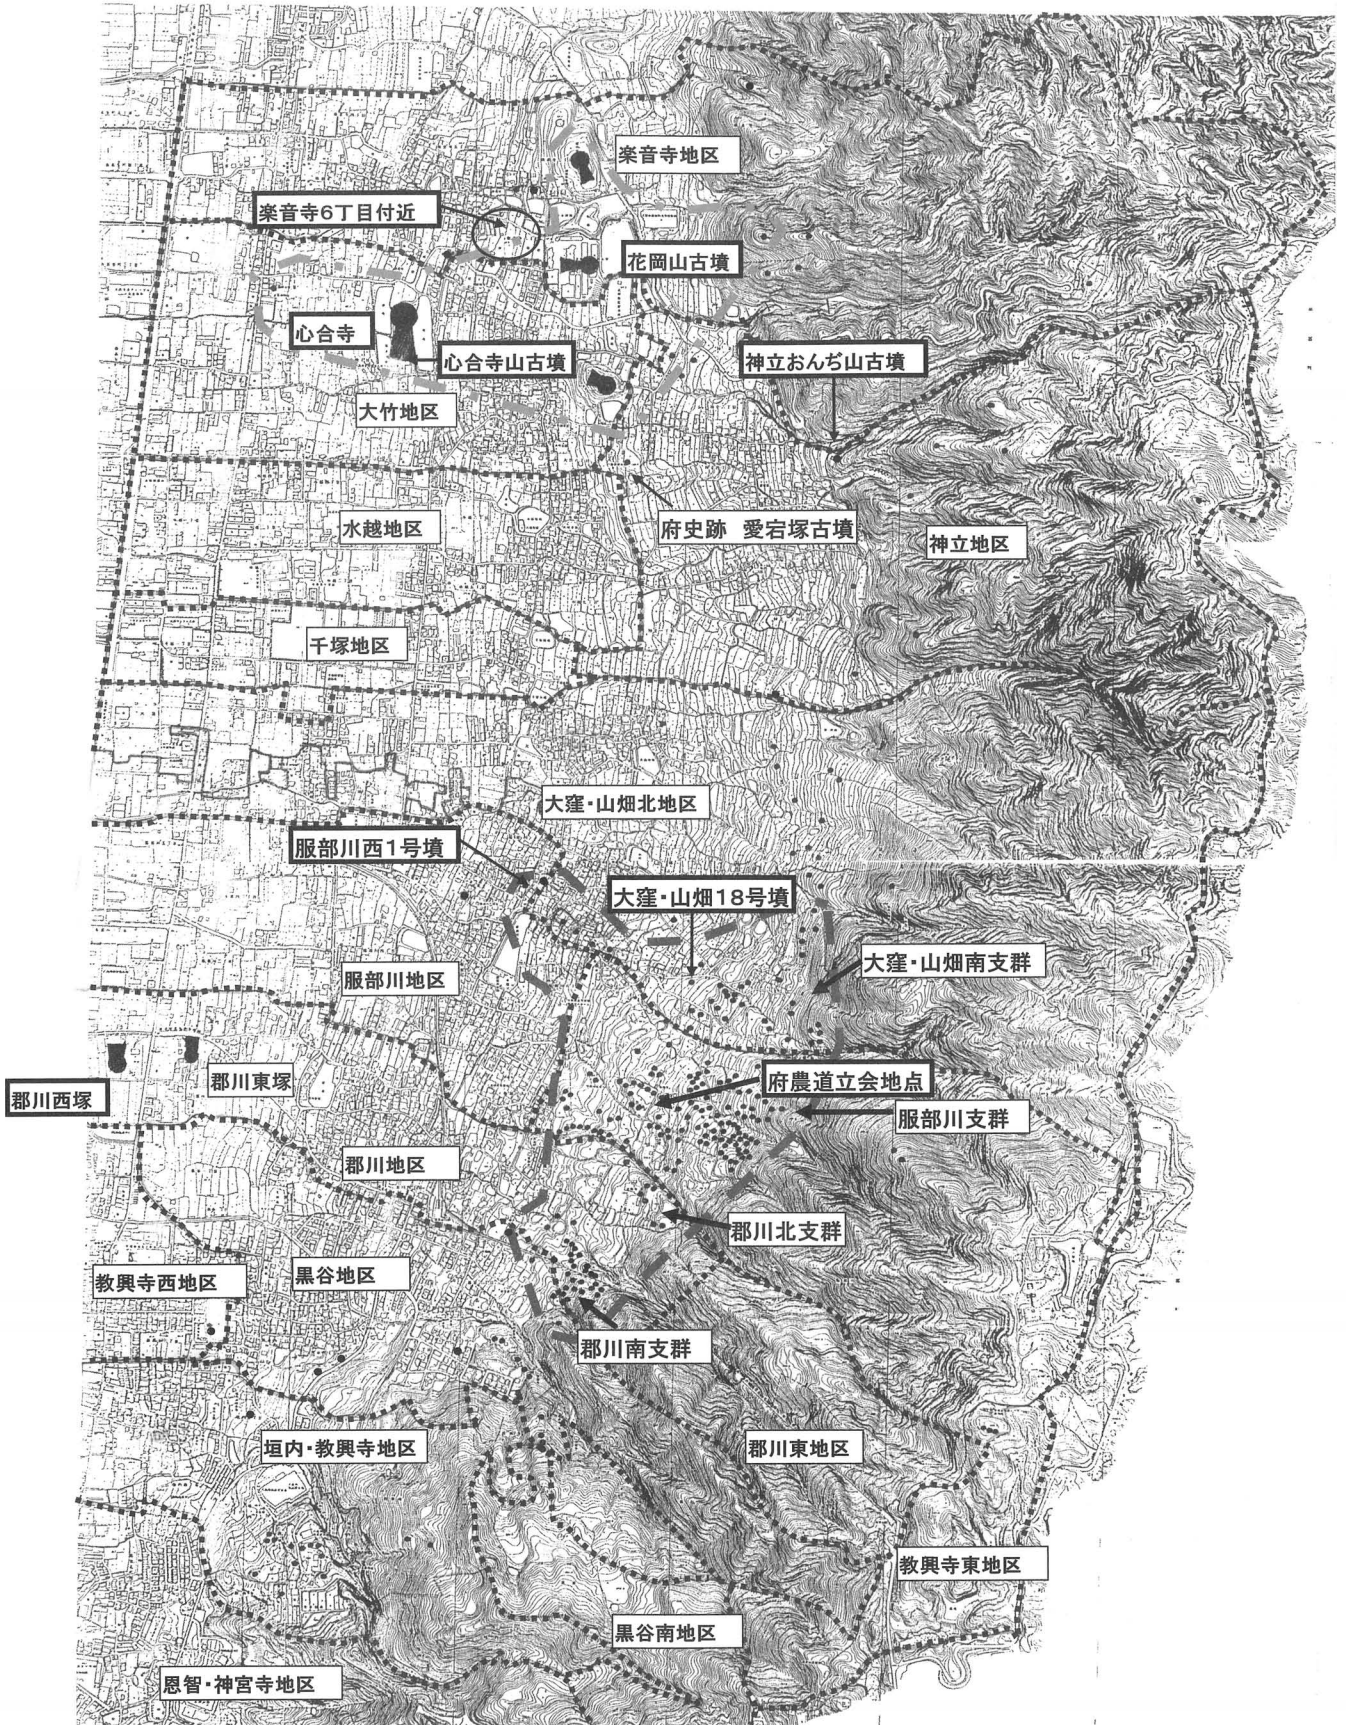 楽音寺地区
楽音寺6丁目付近
花岡山古墳
心合寺
心合寺山古墳
神立おんぢ山古墳
大竹地区
水越地区
府史跡 愛宕塚古墳
神立地区
千塚地区
大窪・山畑北地区
服部川西1号墳
大窪・山畑18号墳
大窪・山畑南支群
服部川地区
府農道立会地点
郡川東塚
郡川西塚
服部川支群
郡川地区
郡川北支群
黒谷地区
教興寺西地区
郡川南支群
垣内・教興寺地区
郡川東地区
教興寺東地区
黒谷南地区
恩智・神宮寺地区